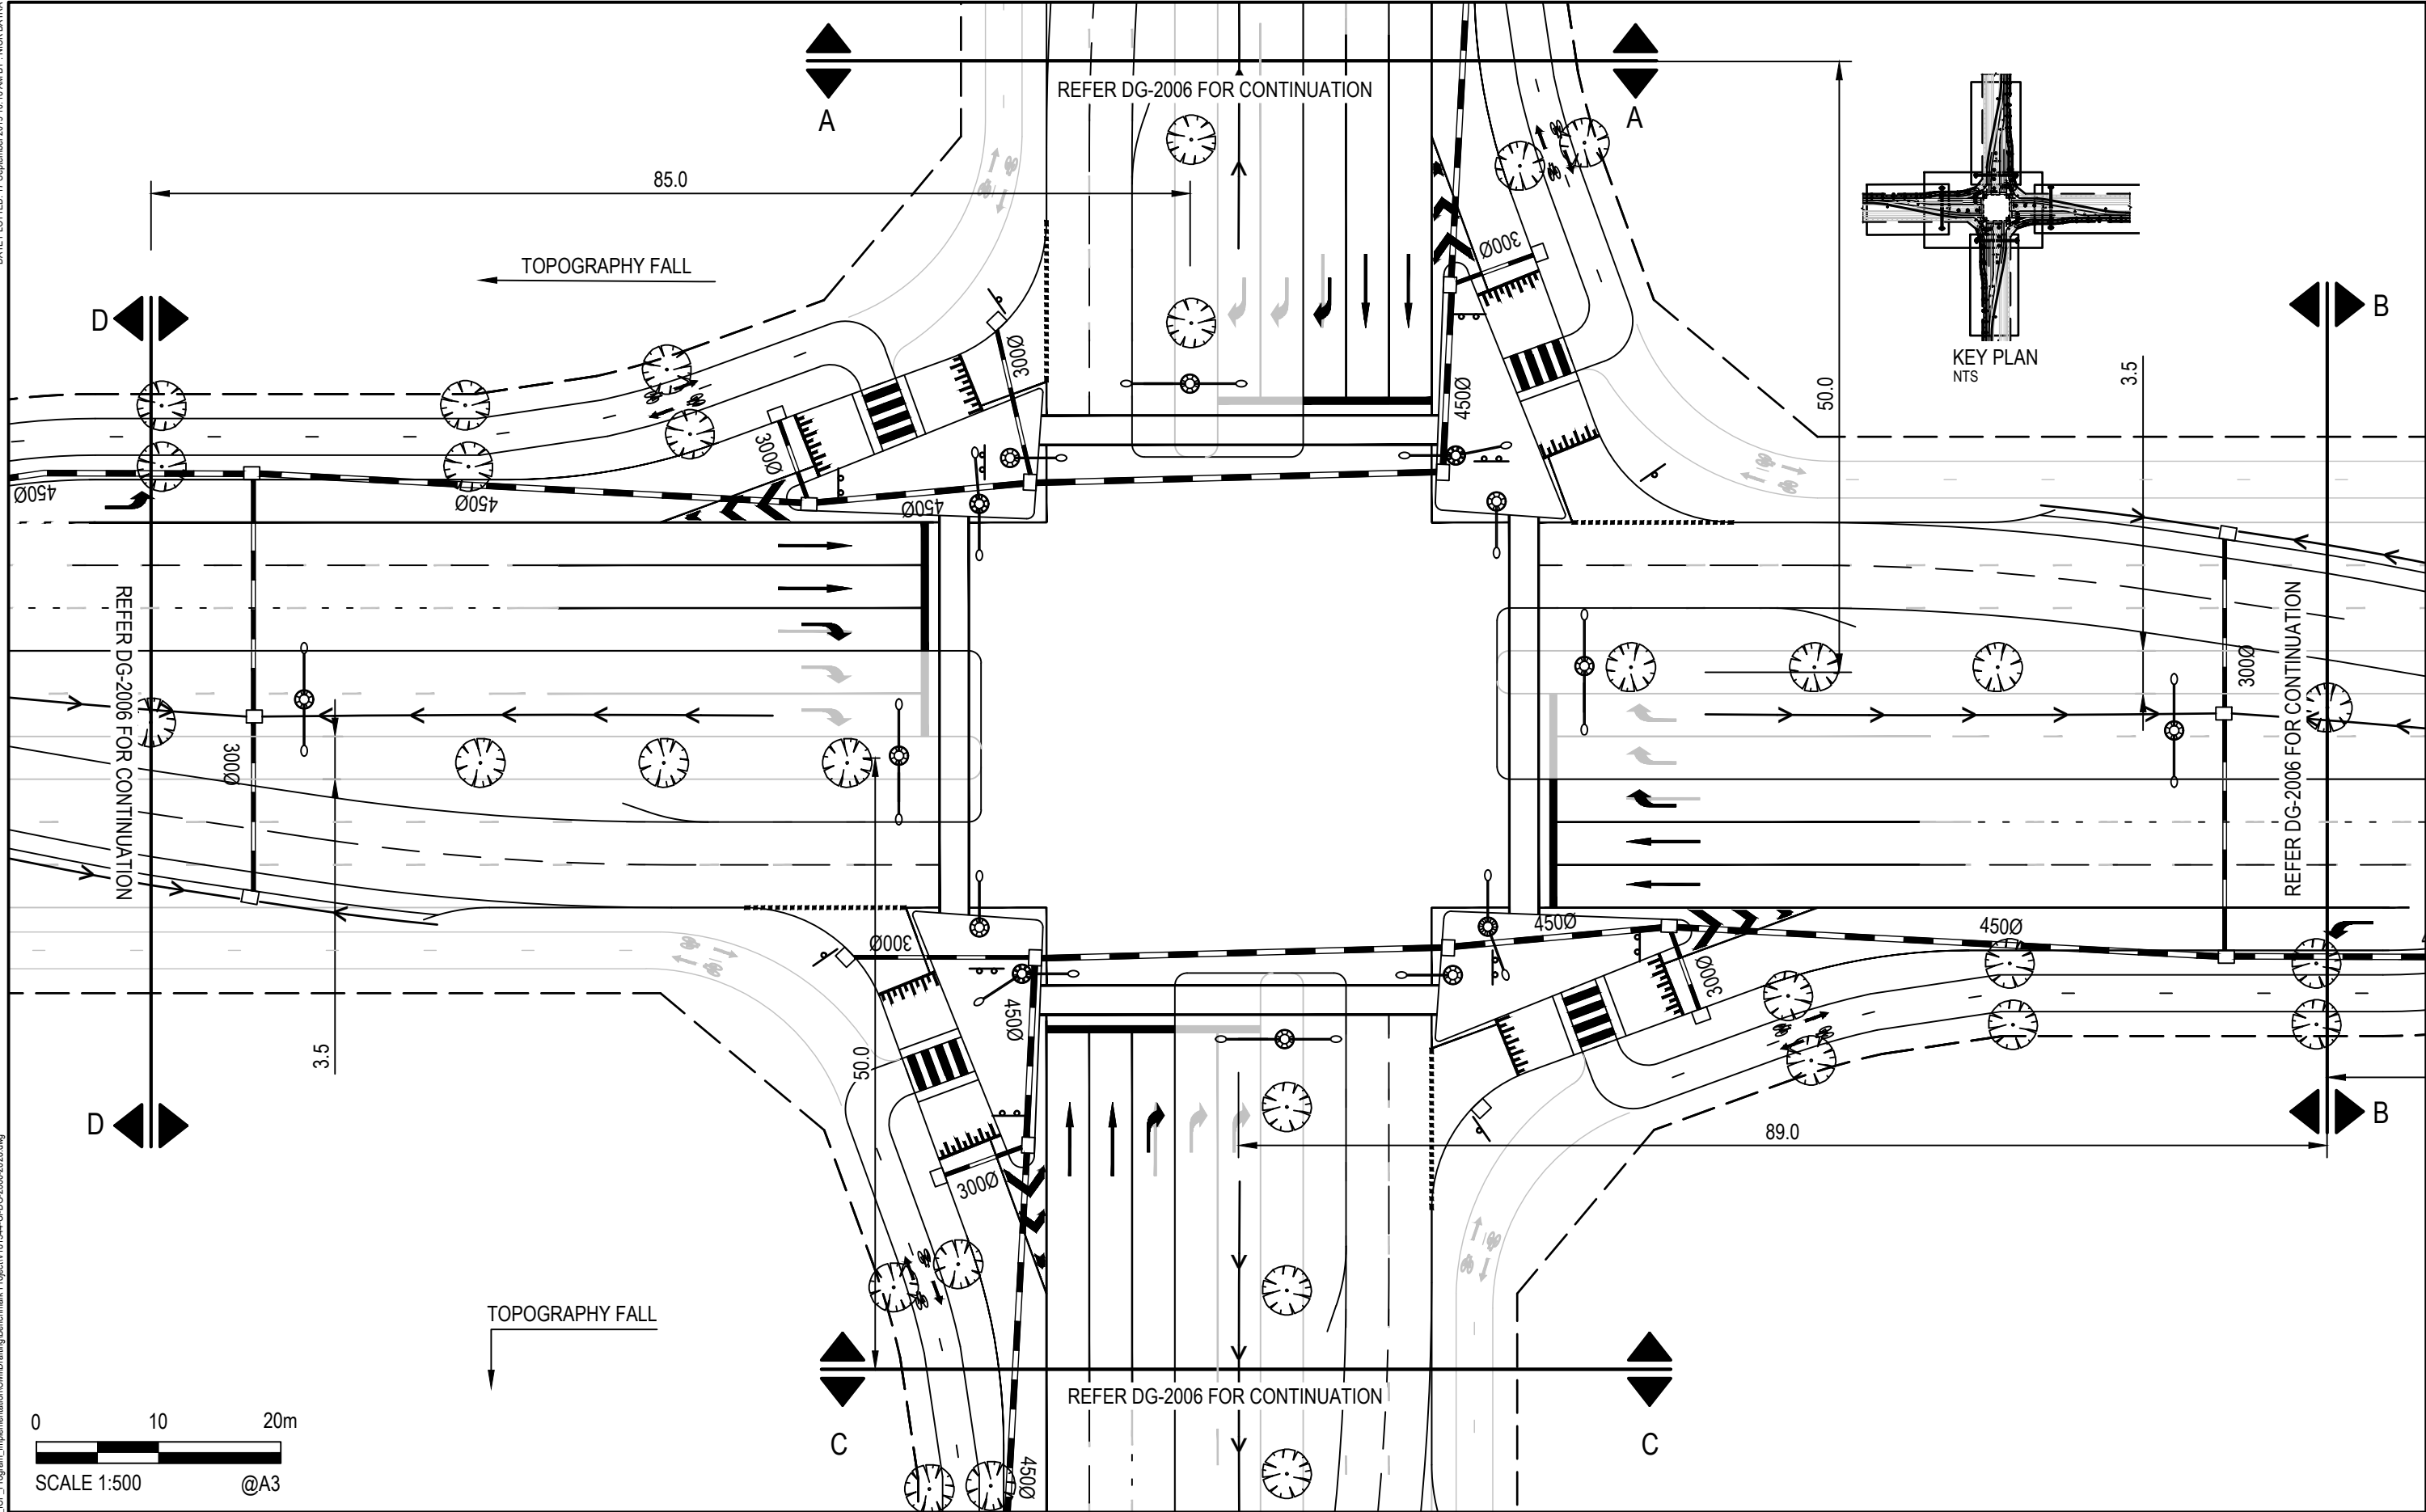 REFER DG-2006 FOR CONTINUATION
A
A
85.0
TOPOGRAPHY FALL
300Ø
KEY PLAN
NTS
D
B
50.0
3.5
300Ø
450Ø
300Ø
450Ø
450Ø
450Ø
REFER DG-2006 FOR CONTINUATION
REFER DG-2006 FOR CONTINUATION
300Ø
300Ø
450Ø
450Ø
300Ø
300Ø
450Ø
3.5
50.0
D
B
89.0
300Ø
TOPOGRAPHY FALL
REFER DG-2006 FOR CONTINUATION
C
C
450Ø
0 10 20m
SCALE 1:500 @A3